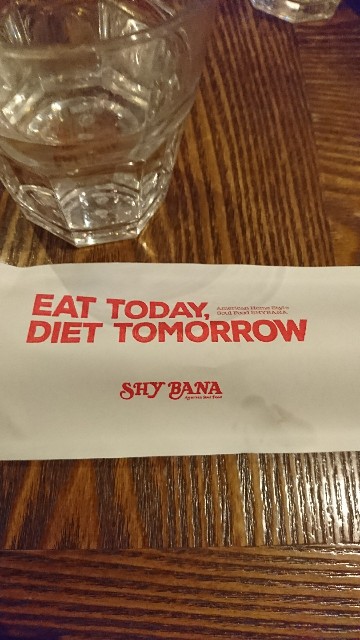 EAT TODAY,
American Home Style
Soul Food SHYBANA.
DIET TOMORROW
SHY BANA